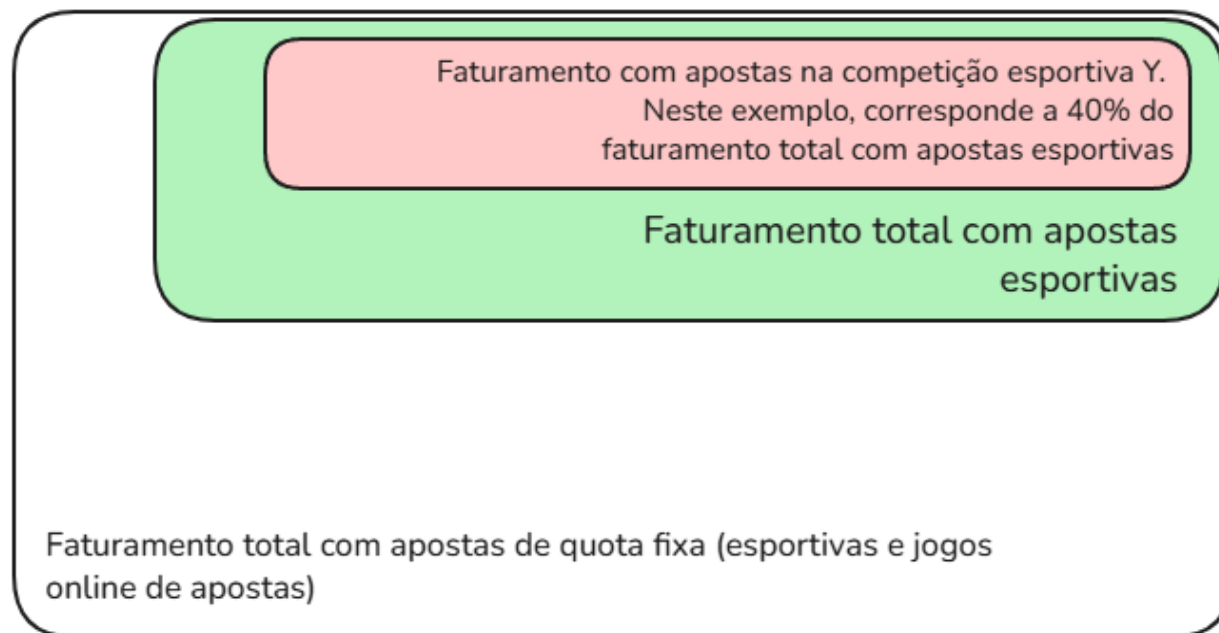 Faturamento com apostas na competição esportiva Y.
Neste exemplo, corresponde a 40% do
faturamento total com apostas esportivas
Faturamento total com apostas
esportivas
Faturamento total com apostas de quota fixa (esportivas e jogos
online de apostas)